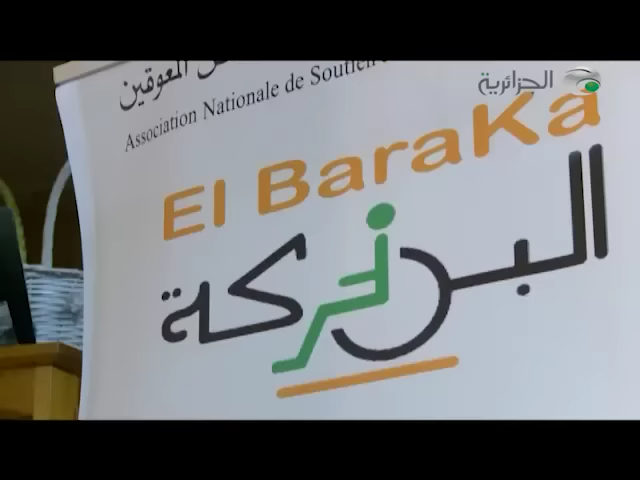 الجزائرية
المعوقين
Association Nationale de Soutien
El BaraKa
البركة